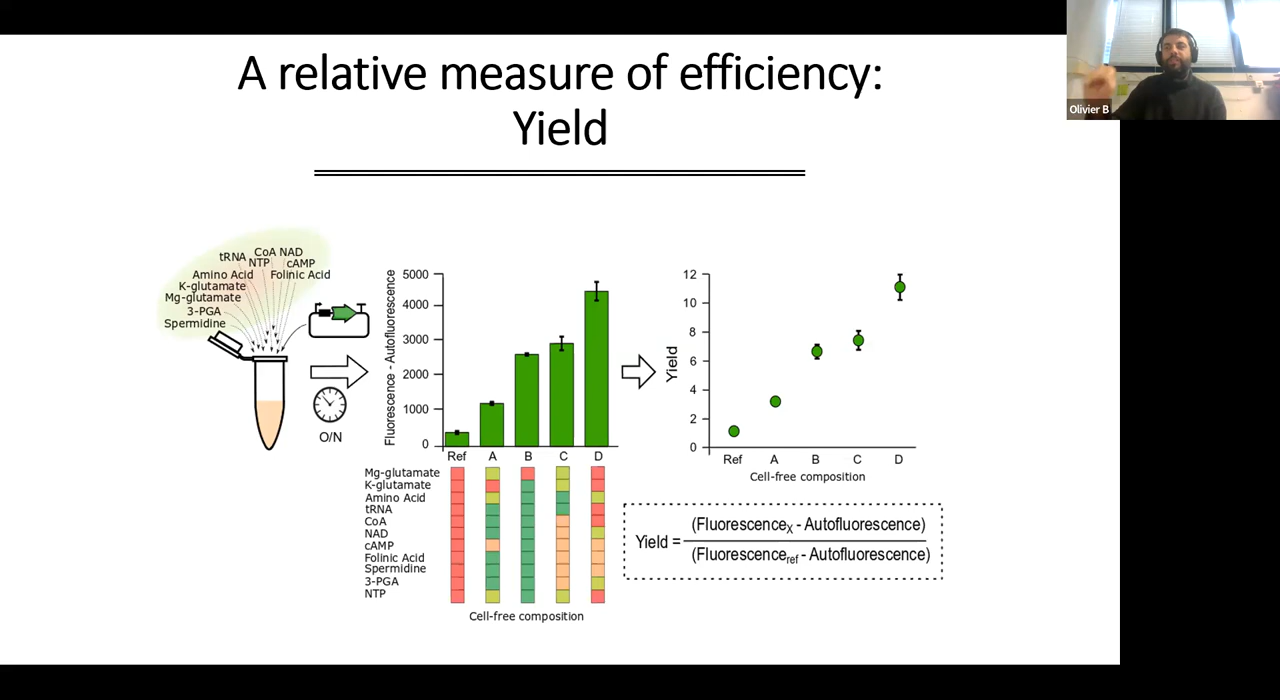 A relative measure of efficiency:
Yield
Olivier B
tRNA
CoA NAD
NTP
cAMP
Amino Acid
Folinic Acid
K-glutamate
Mg-glutamate
3-PGA
Spermidine
O/N
Fluorescence - Autofluorescence
5000
4000
3000
2000
1000
0
Ref A B C D
Mg-glutamate
K-glutamate
Amino Acid
tRNA
CoA
NAD
cAMP
Folinic Acid
Spermidine
3-PGA
NTP
Cell-free composition
Yield
12
10
8
6
4
2
0
Ref A B C D
Cell-free composition
Yield =
(Fluorescenceₓ - Autofluorescence)
(Fluorescence_ref - Autofluorescence)